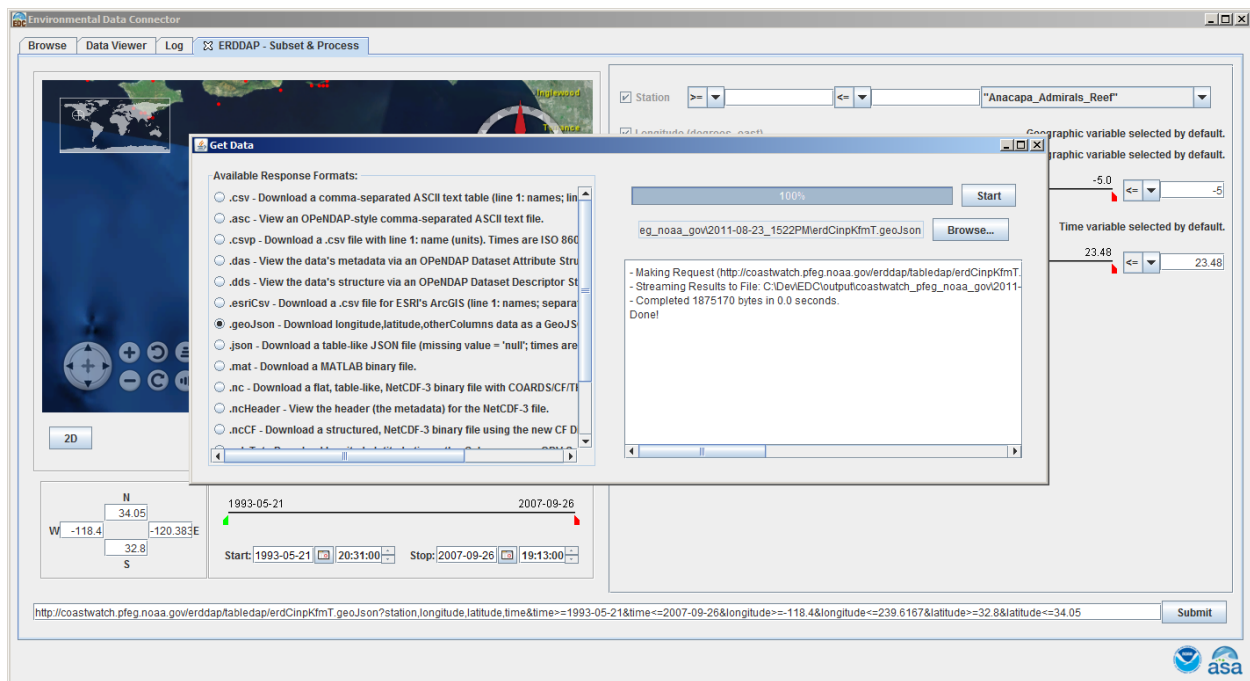 Environmental Data Connector
Browse
Data Viewer
Log
ERDDAP - Subset & Process
Inglewood
Station
>=
<=
"Anacapa_Admirals_Reef"
Longitude (degrees_east)
Geographic variable selected by default.
graphic variable selected by default.
-5.0
<=
-5
Time variable selected by default.
23.48
<=
23.48
Get Data
Available Response Formats:
.csv - Download a comma-separated ASCII text table (line 1: names; lin
.asc - View an OPeNDAP-style comma-separated ASCII text file.
.csvp - Download a .csv file with line 1: name (units). Times are ISO 860
.das - View the data's metadata via an OPeNDAP Dataset Attribute Stru
.dds - View the data's structure via an OPeNDAP Dataset Descriptor St
.esriCsv - Download a .csv file for ESRI's ArcGIS (line 1: names; separa
.geoJson - Download longitude,latitude,otherColumns data as a GeoJS
.json - Download a table-like JSON file (missing value = 'null'; times are
.mat - Download a MATLAB binary file.
.nc - Download a flat, table-like, NetCDF-3 binary file with COARDS/CF/TH
.ncHeader - View the header (the metadata) for the NetCDF-3 file.
.ncCF - Download a structured, NetCDF-3 binary file using the new CF D
100%
Start
eg_noaa_gov\2011-08-23_1522PM\erdCinpKfmT.geoJson
Browse...
- Making Request (http://coastwatch.pfeg.noaa.gov/erddap/tabledap/erdCinpKfmT.
- Streaming Results to File: C:\Dev\EDC\output\coastwatch_pfeg_noaa_gov\2011-
- Completed 1875170 bytes in 0.0 seconds.
Done!
2D
N
34.05
W
-118.4
-120.383
E
32.8
S
1993-05-21
2007-09-26
Start:
1993-05-21
20:31:00
Stop:
2007-09-26
19:13:00
http://coastwatch.pfeg.noaa.gov/erddap/tabledap/erdCinpKfmT.geoJson?station,longitude,latitude,time&time>=1993-05-21&time<=2007-09-26&longitude>=-118.4&longitude<=239.6167&latitude>=32.8&latitude<=34.05
Submit
asa